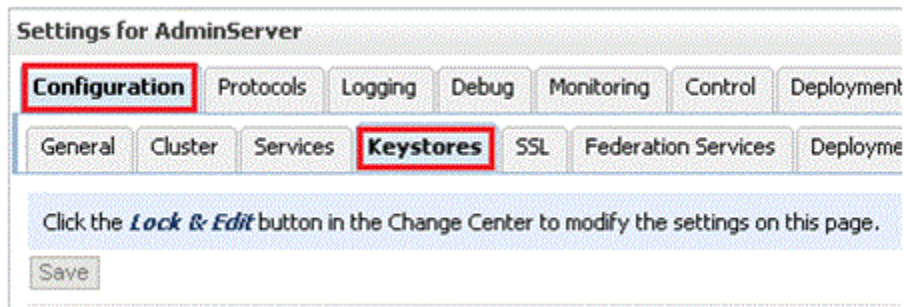 Settings for AdminServer
Configuration Protocols Logging Debug Monitoring Control Deployment
General Cluster Services Keystores SSL Federation Services Deployme
Click the Lock & Edit button in the Change Center to modify the settings on this page.
Save